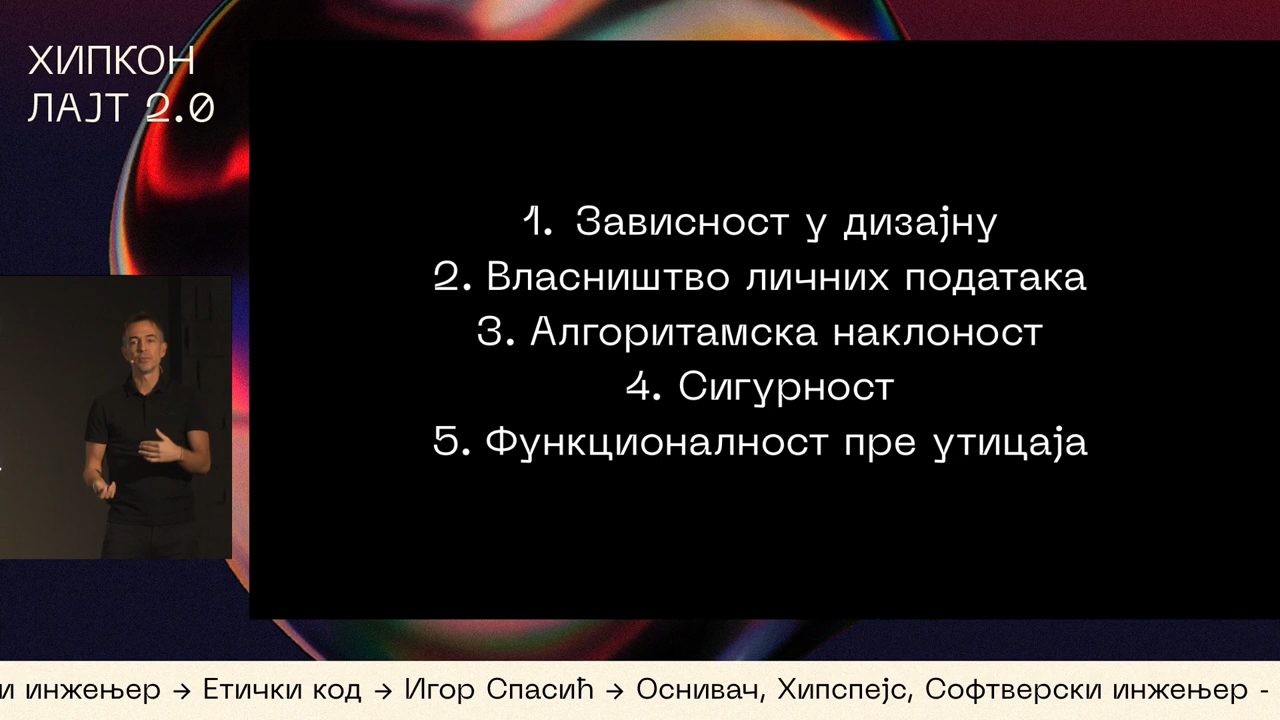 ХИПКОН
ЛАЈТ 2.0
1. Зависност у дизајну
2. Власништво личних података
3. Алгоритамска наклоност
4. Сигурност
5. Функционалност пре утицаја
и инжењер → Етички код → Игор Спасић → Оснивач, Хипспејс, Софтверски инжењер -